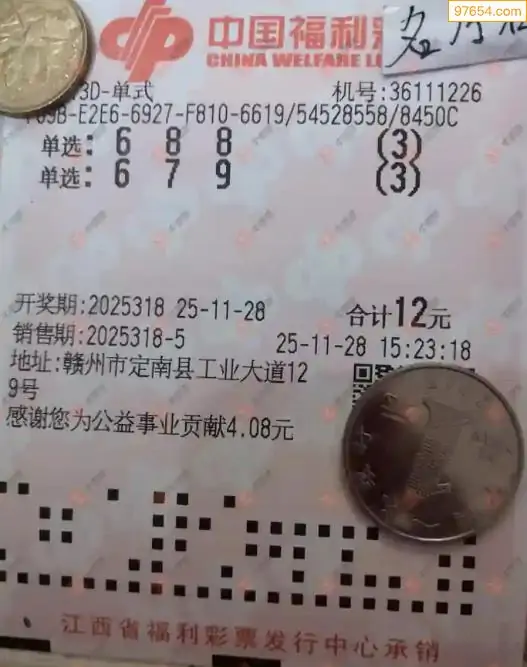 97654.com
中国福利彩
CHINA WELFARE L
3D-单式 机号:36111226
F69B-E2E6-6927-F810-6619/54528558/8450C
单选: 6 8 8 (3)
单选: 6 7 9 (3)
开奖期:2025318 25-11-28 合计12元
销售期:2025318-5 25-11-28 15:23:18
地址:赣州市定南县工业大道12
9号
感谢您为公益事业贡献4.08元
江西省福利彩票发行中心承销